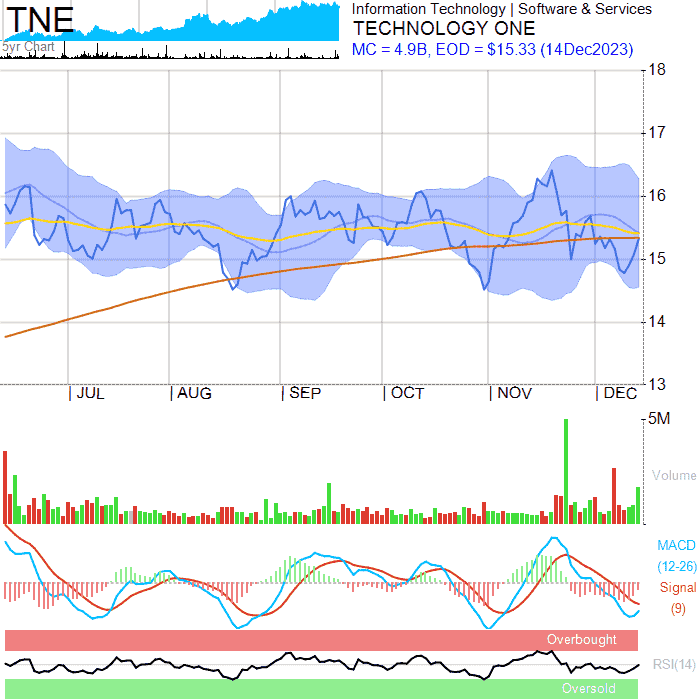 TNE
5yr Chart
Information Technology | Software & Services
TECHNOLOGY ONE
MC = 4.9B, EOD = $15.33 (14Dec2023)
18
17
16
15
14
13
JUL
AUG
SEP
OCT
NOV
DEC
5M
Volume
MACD
(12-26)
Signal
(9)
Overbought
RSI(14)
Oversold